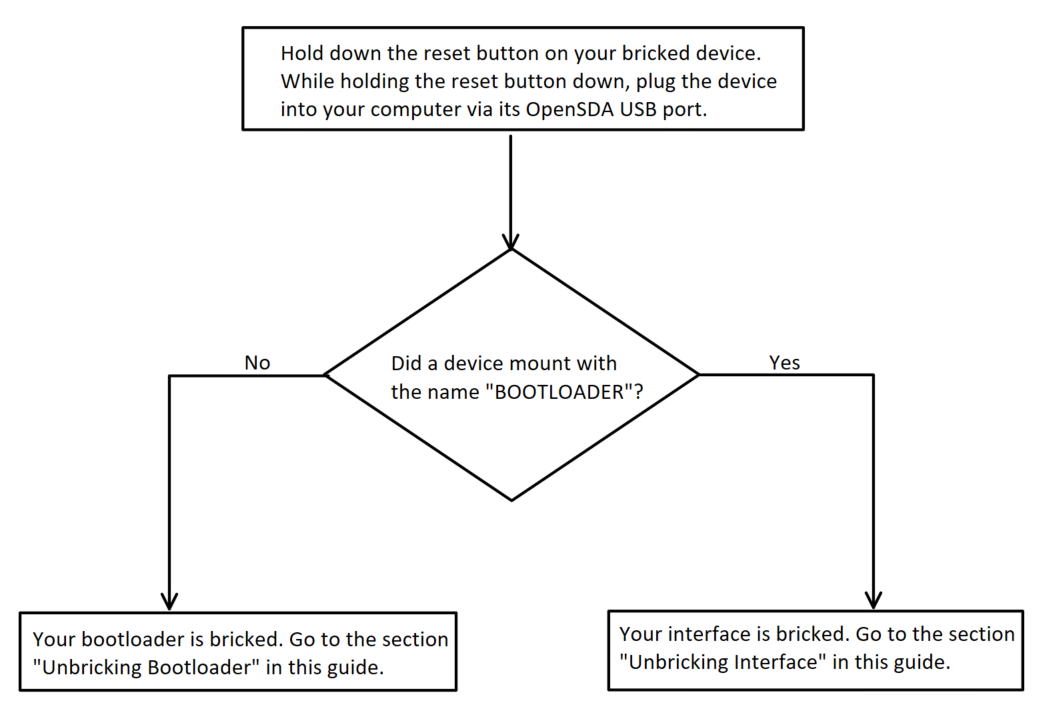 Hold down the reset button on your bricked device.
While holding the reset button down, plug the device
into your computer via its OpenSDA USB port.
Did a device mount with
the name "BOOTLOADER"?
No
Yes
Your bootloader is bricked. Go to the section
"Unbricking Bootloader" in this guide.
Your interface is bricked. Go to the section
"Unbricking Interface" in this guide.